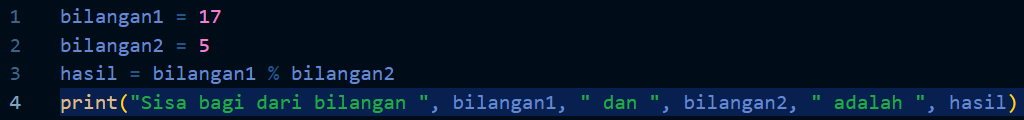 1 bilangan1 = 17
2 bilangan2 = 5
3 hasil = bilangan1 % bilangan2
4 print("Sisa bagi dari bilangan ", bilangan1, " dan ", bilangan2, " adalah ", hasil)